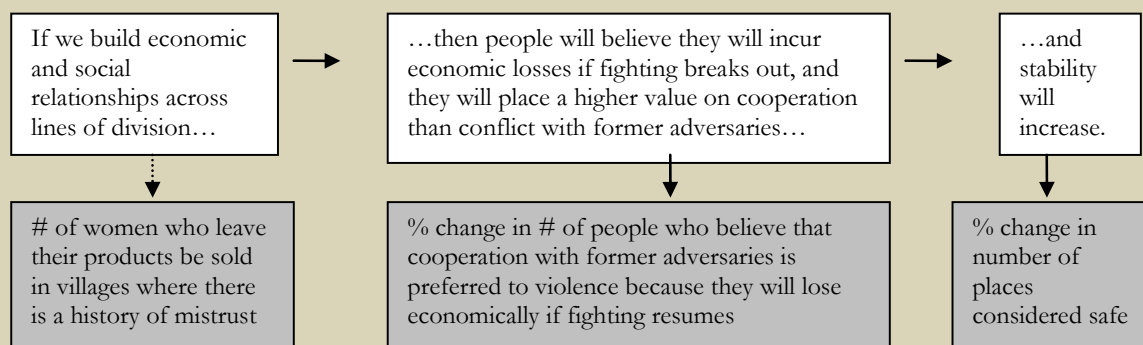 If we build economic
and social
relationships across
lines of division…
…then people will believe they will incur
economic losses if fighting breaks out, and
they will place a higher value on cooperation
than conflict with former adversaries…
…and
stability
will
increase.
# of women who leave
their products be sold
in villages where there
is a history of mistrust
% change in # of people who believe that
cooperation with former adversaries is
preferred to violence because they will lose
economically if fighting resumes
% change in
number of
places
considered safe